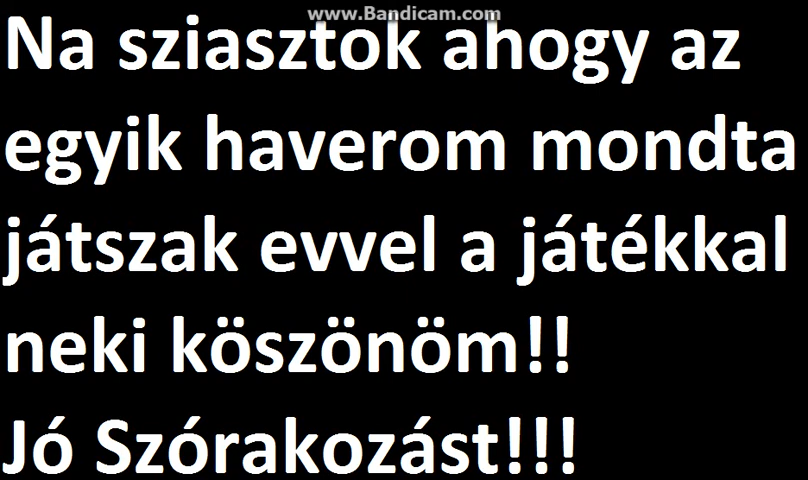 www.Bandicam.com
Na sziasztok ahogy az
egyik haverom mondta
játszak evvel a játékkal
neki köszönöm!!
Jó Szórakozást!!!